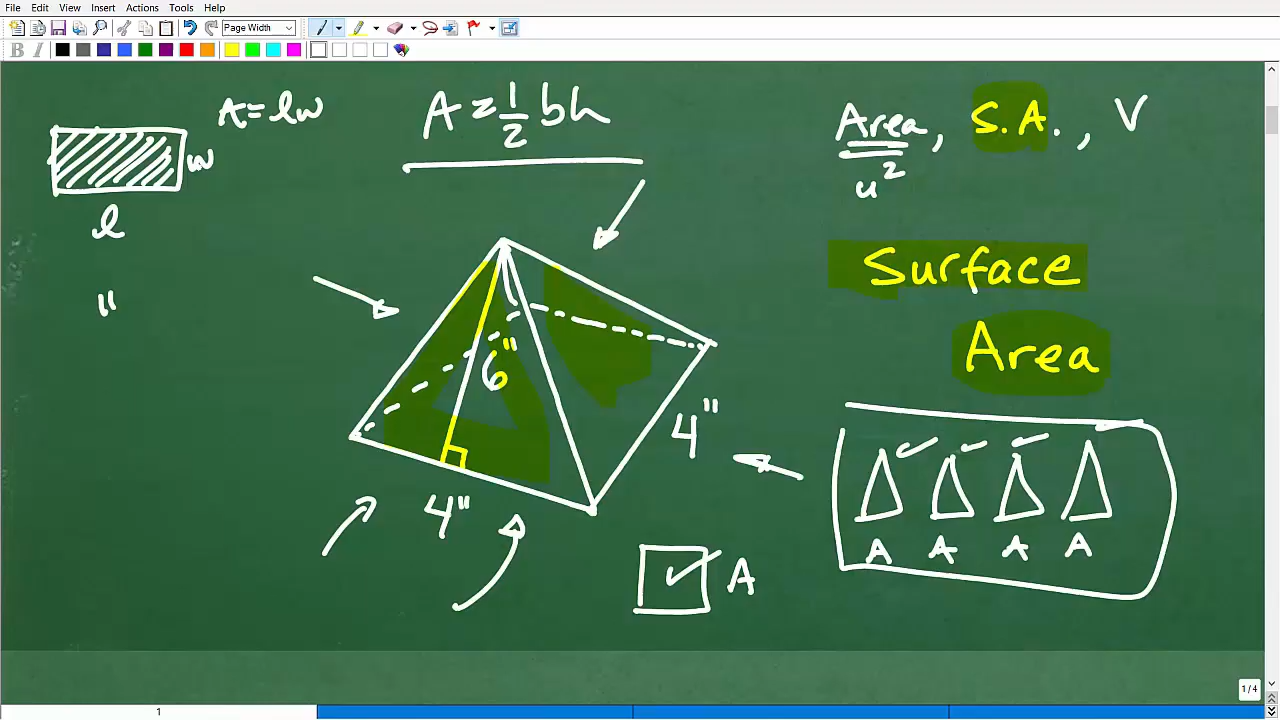 File Edit View Insert Actions Tools Help
Page Width
B I
A = lw
A = 1/2 bh
Area, S.A., V
u²
w
l
"
Surface
Area
6"
4"
4"
A A A A
A
1/4
1